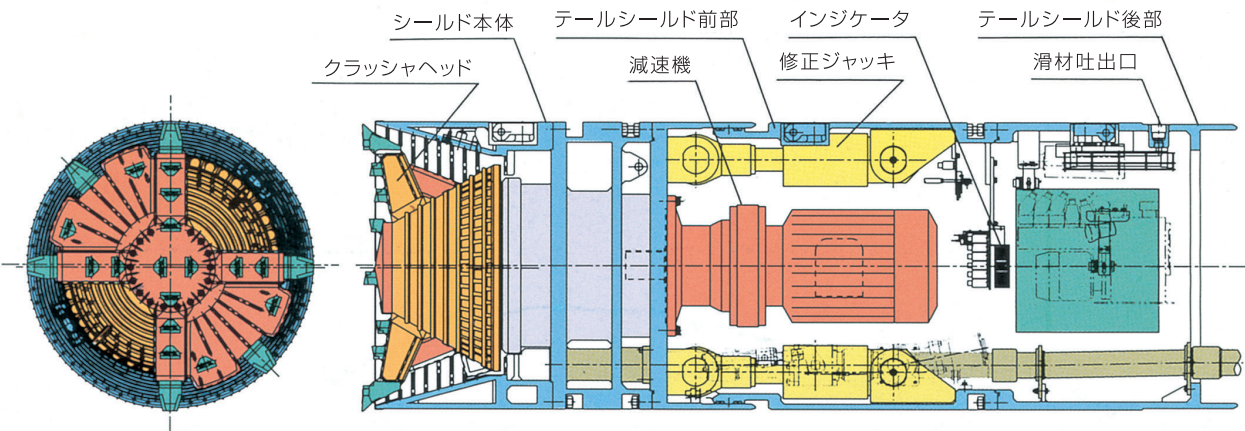 シールド本体
テールシールド前部
インジケータ
テールシールド後部
クラッシャヘッド
減速機
修正ジャッキ
滑材吐出口